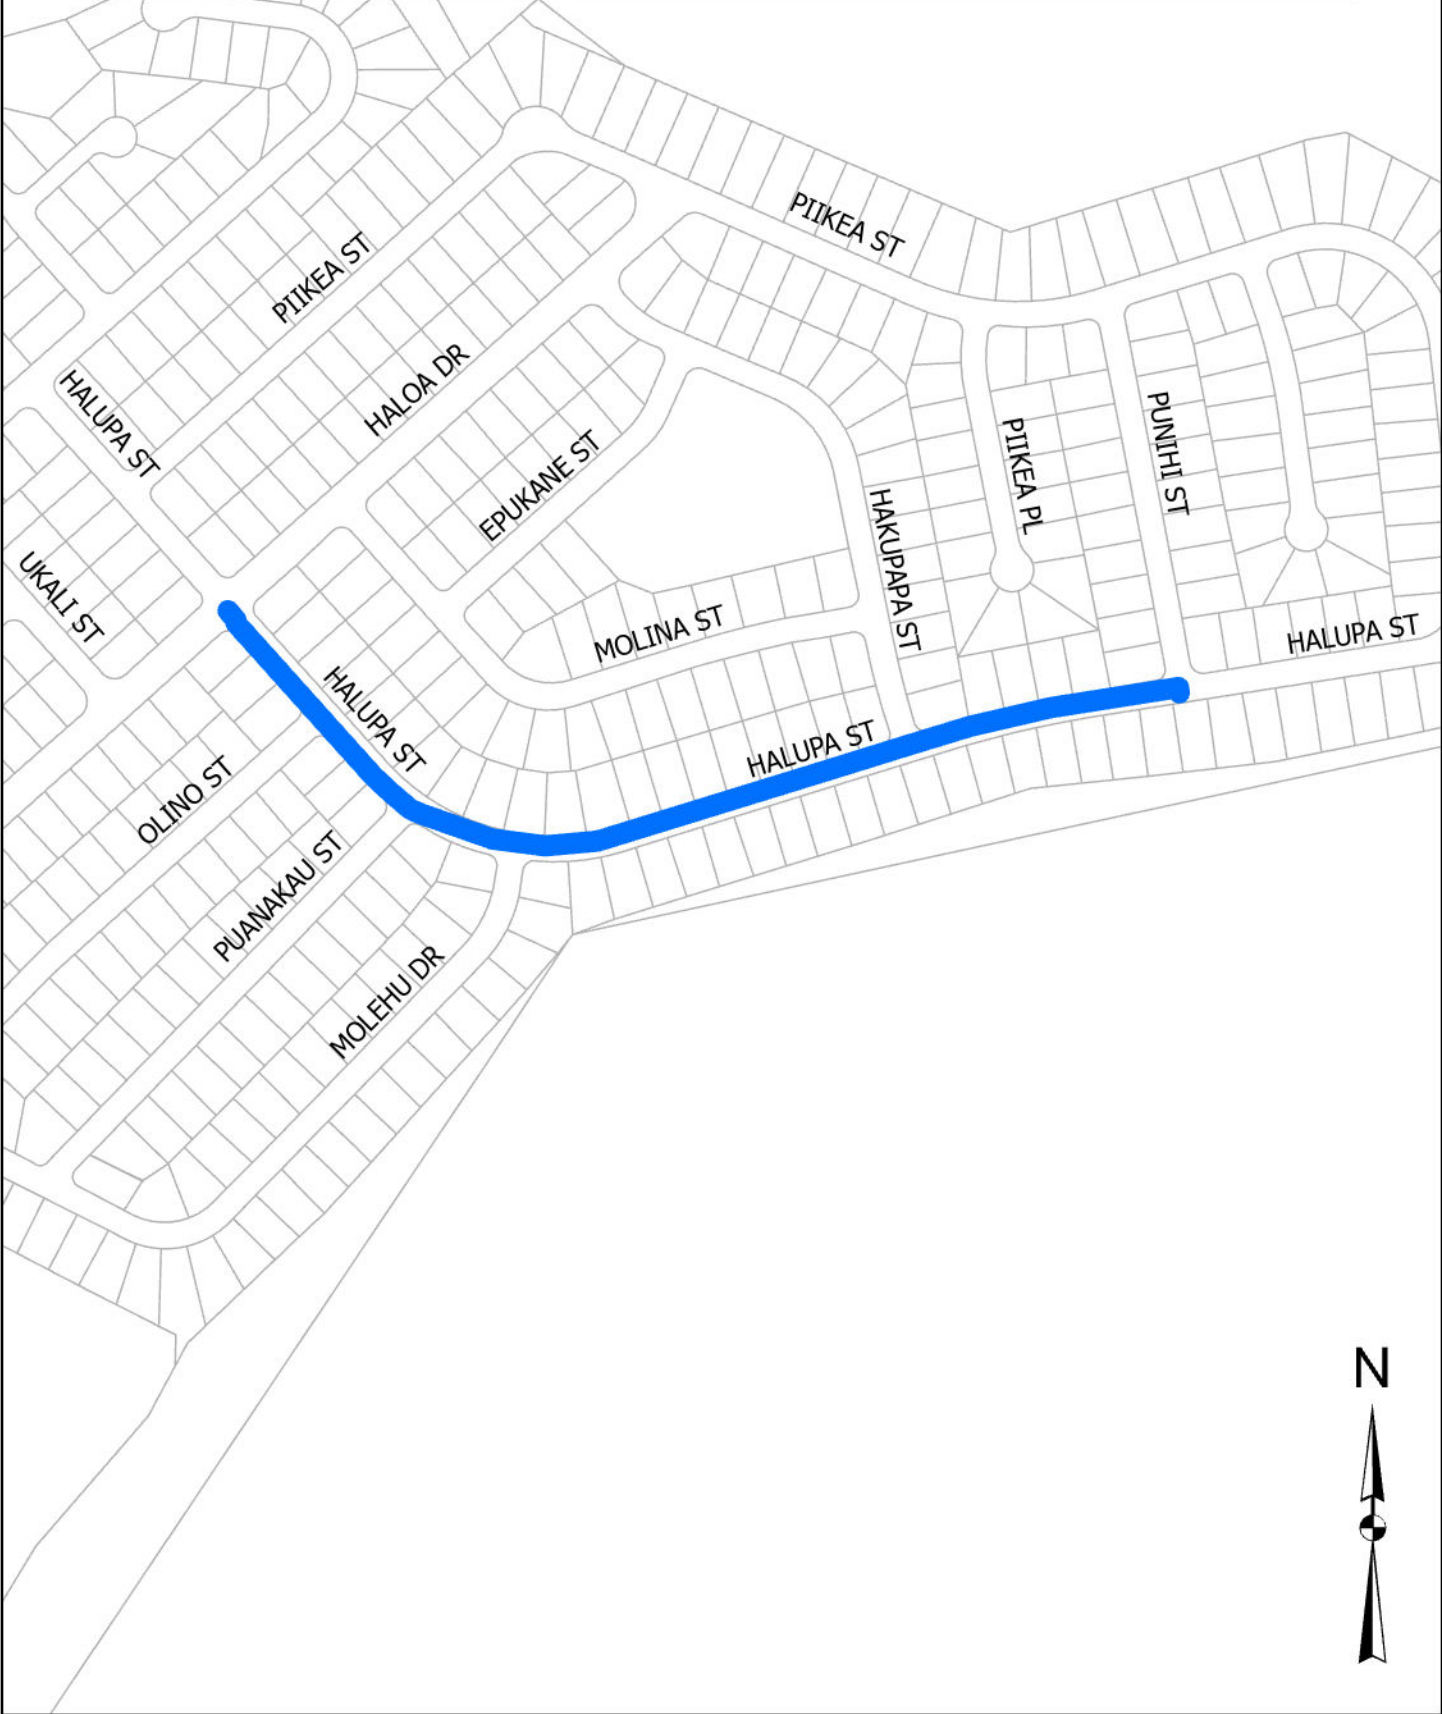 PIIKEA ST
PIIKEA ST
HALUPA ST
HALOA DR
EPUKANE ST
PIIKEA PL
PUNIHI ST
UKALI ST
HAKUPAPA ST
MOLINA ST
HALUPA ST
HALUPA ST
HALUPA ST
OLINO ST
PUANAKAU ST
MOLEHU DR
N